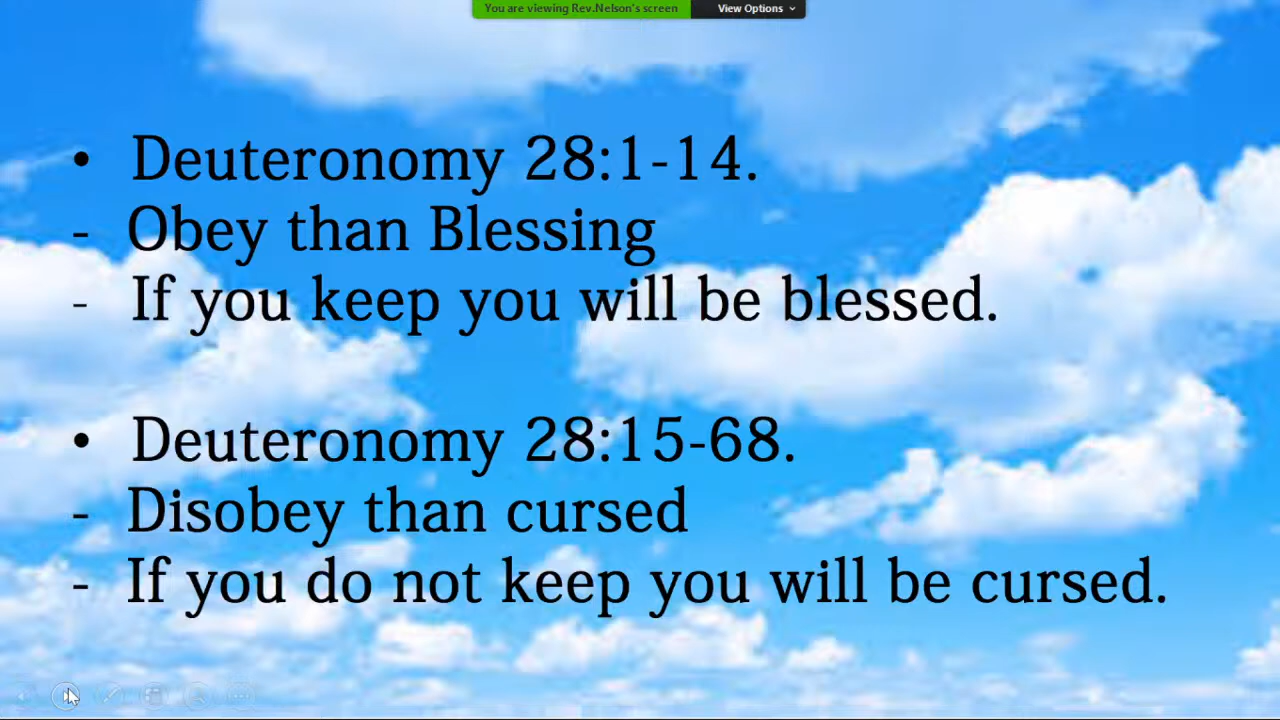 You are viewing Rev.Nelson's screen View Options
• Deuteronomy 28:1-14.
- Obey than Blessing
- If you keep you will be blessed.
• Deuteronomy 28:15-68.
- Disobey than cursed
- If you do not keep you will be cursed.